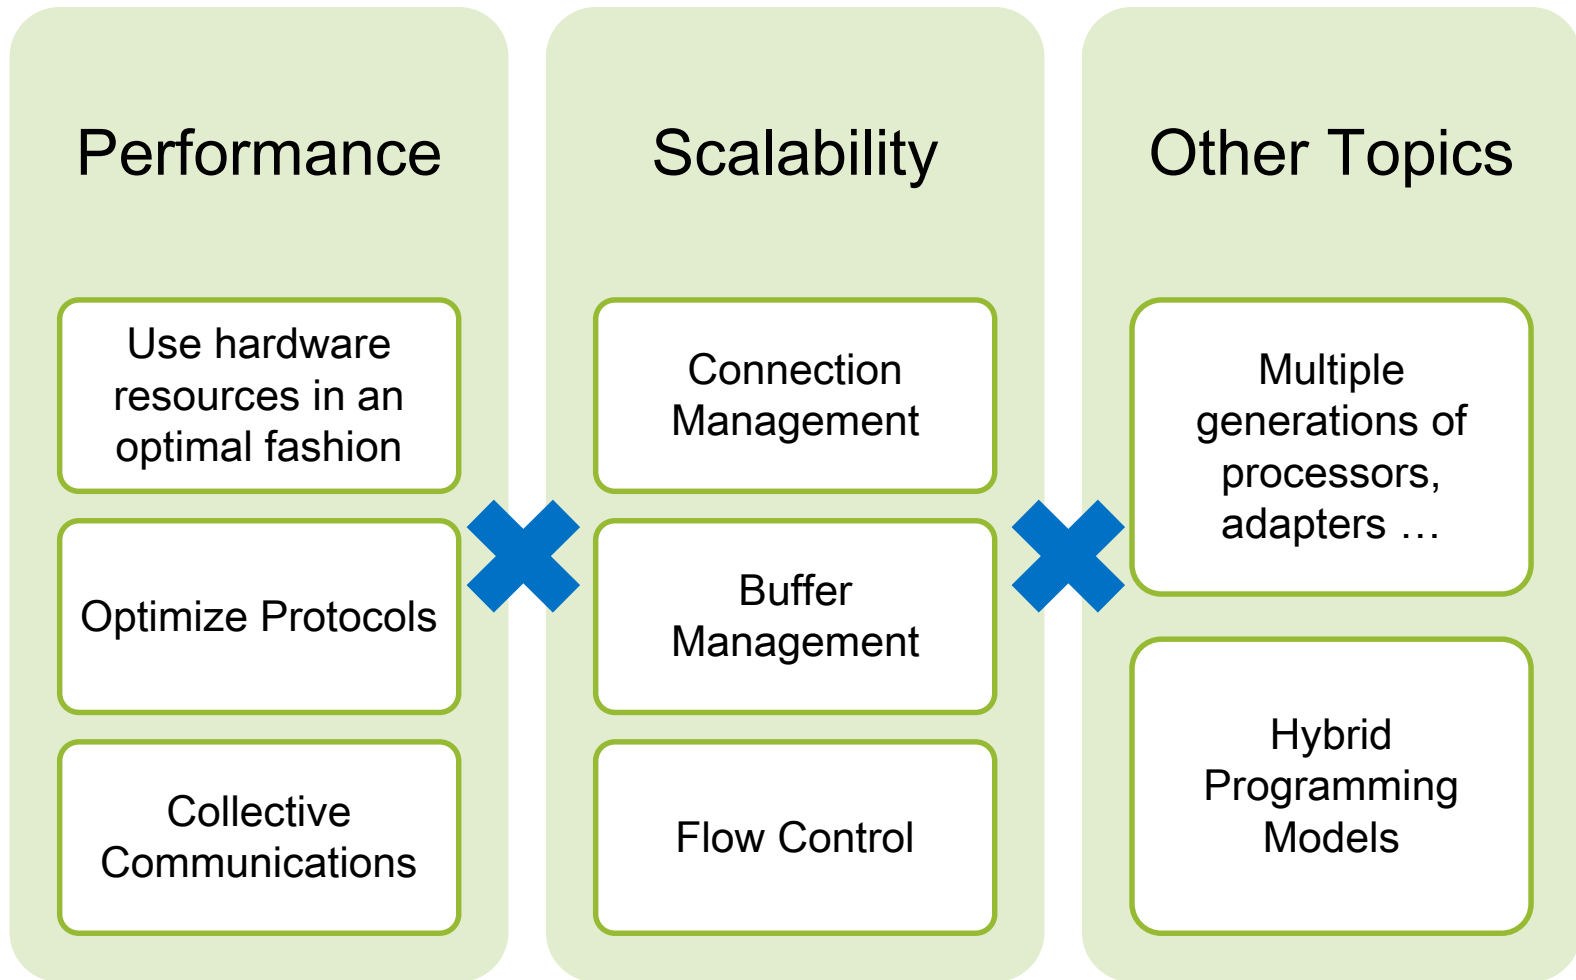 Performance
Use hardware
resources in an
optimal fashion
Optimize Protocols
Collective
Communications
Scalability
Connection
Management
Buffer
Management
Flow Control
Other Topics
Multiple
generations of
processors,
adapters …
Hybrid
Programming
Models